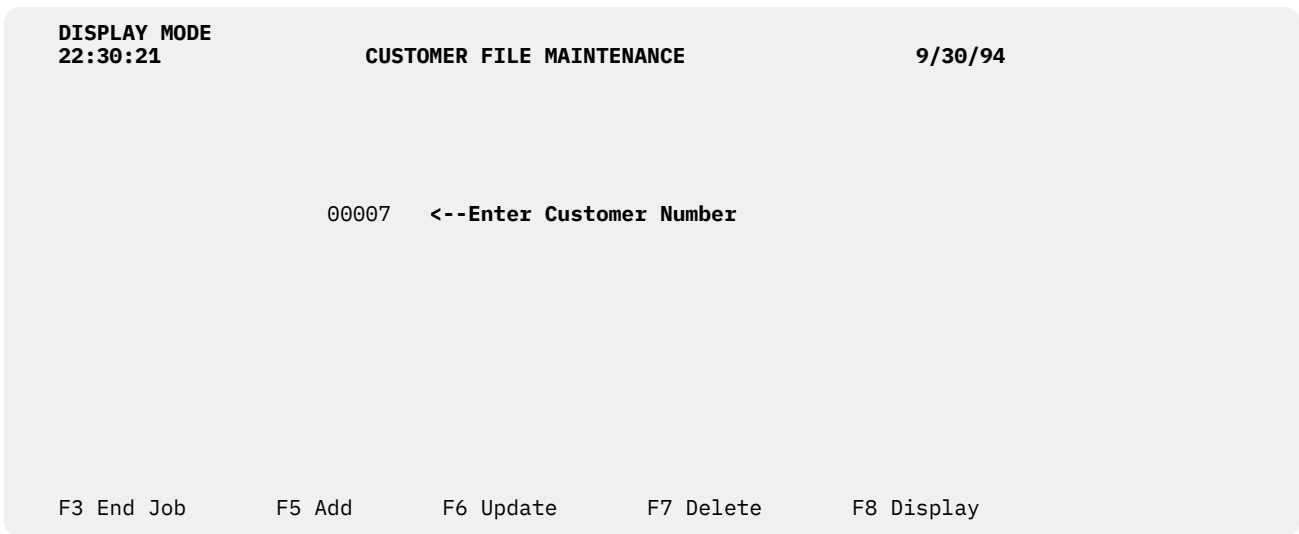 DISPLAY MODE
22:30:21 CUSTOMER FILE MAINTENANCE 9/30/94
00007 <--Enter Customer Number
F3 End Job F5 Add F6 Update F7 Delete F8 Display